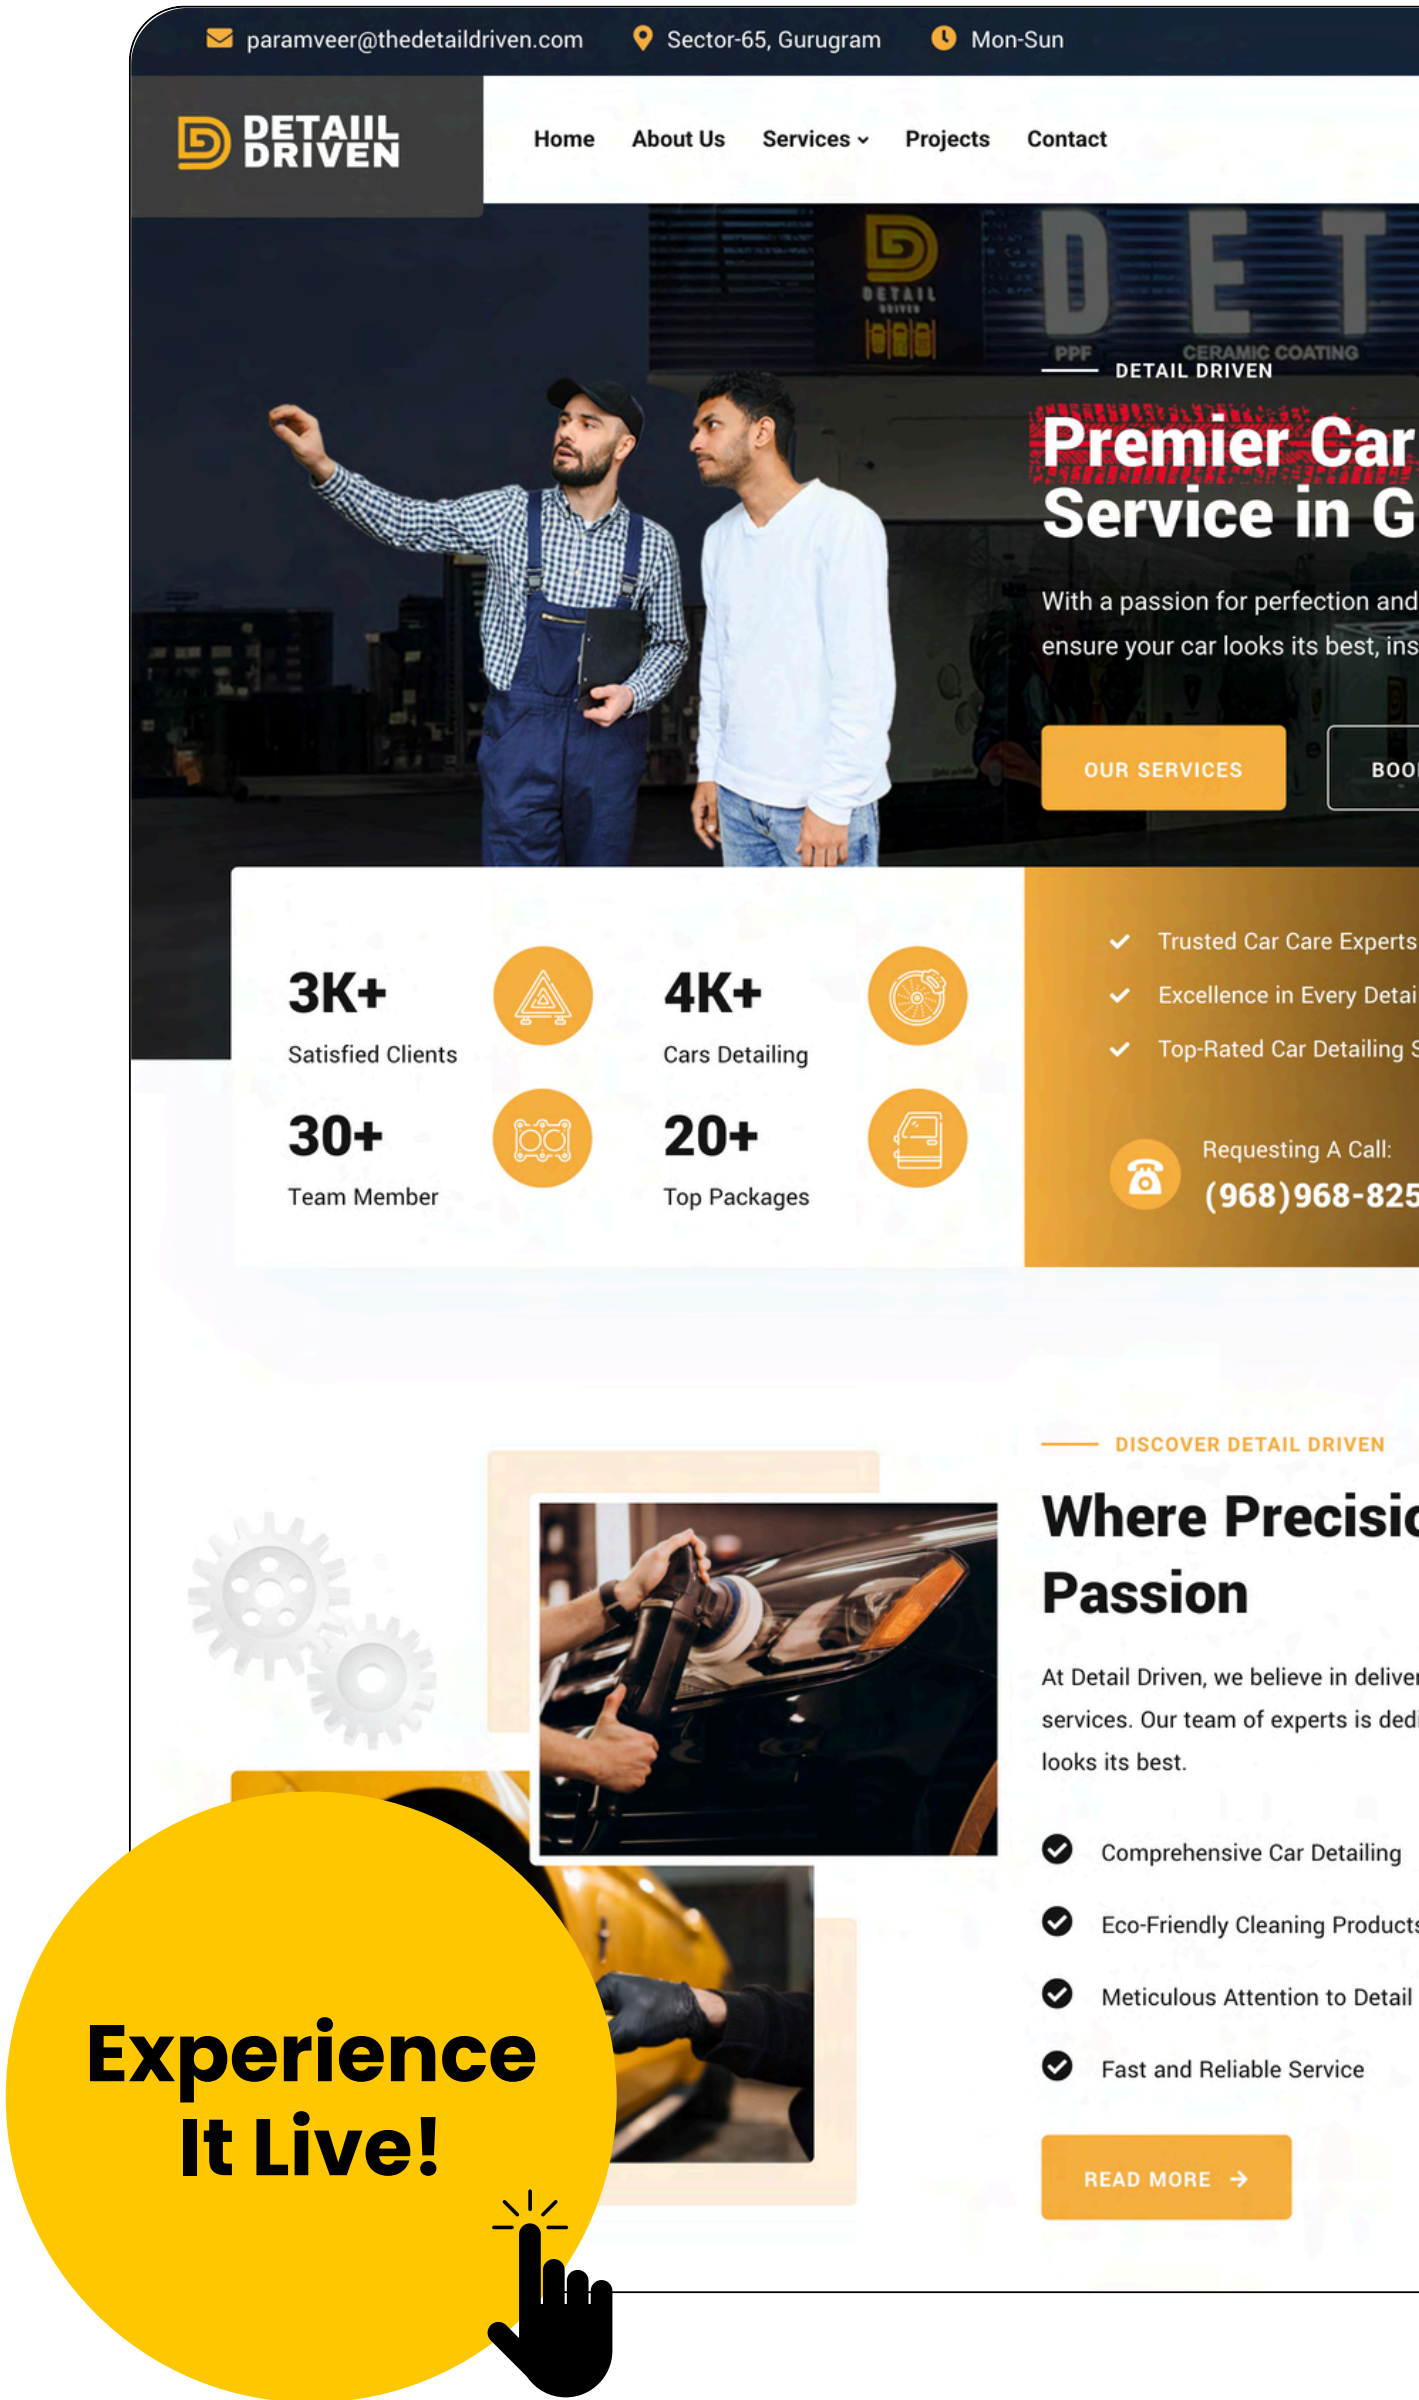 paramveer@thedetaildriven.com Sector-65, Gurugram Mon-Sun
DETAIIL
DRIVEN
Home About Us Services Projects Contact
DETAIL
DRIVEN
DET
PPF CERAMIC COATING
DETAIL DRIVEN
Premier Car
Service in G
With a passion for perfection and
ensure your car looks its best, ins
OUR SERVICES
3K+
Satisfied Clients
4K+
Cars Detailing
30+
Team Member
20+
Top Packages
Trusted Car Care Experts
Excellence in Every Detai
Top-Rated Car Detailing S
Requesting A Call:
(968)968-825
DISCOVER DETAIL DRIVEN
Where Precisio
Passion
At Detail Driven, we believe in deliver
services. Our team of experts is dedi
looks its best.
Comprehensive Car Detailing
Eco-Friendly Cleaning Products
Meticulous Attention to Detail
Fast and Reliable Service
READ MORE
Experience
It Live!